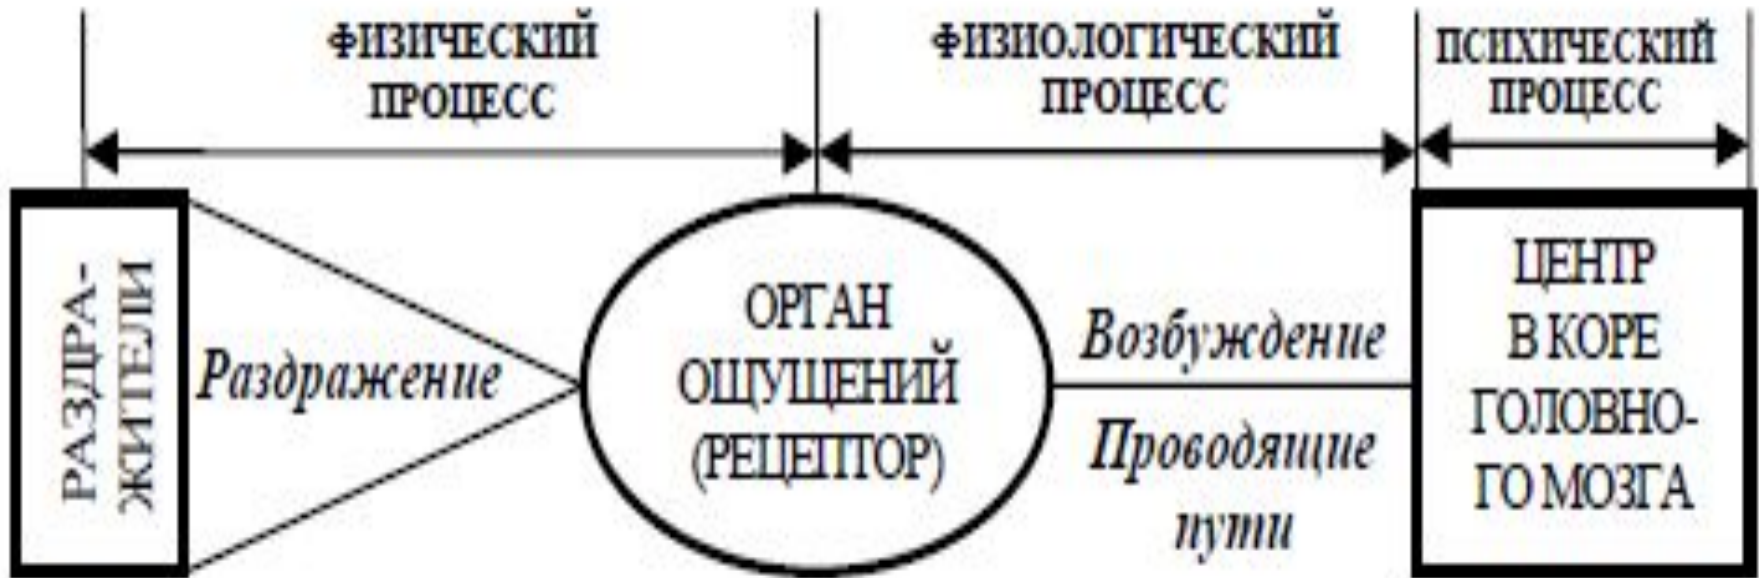 ФИЗИЧЕСКИЙ
ПРОЦЕСС
ФИЗИОЛОГИЧЕСКИЙ
ПРОЦЕСС
ПСИХИЧЕСКИЙ
ПРОЦЕСС
РАЗДРА-
ЖИТЕЛИ
Раздражение
ОРГАН
ОЩУЩЕНИЙ
(РЕЦЕПТОР)
Возбуждение
Проводящие
пути
ЦЕНТР
В КОРЕ
ГОЛОВНО-
ГО МОЗГА